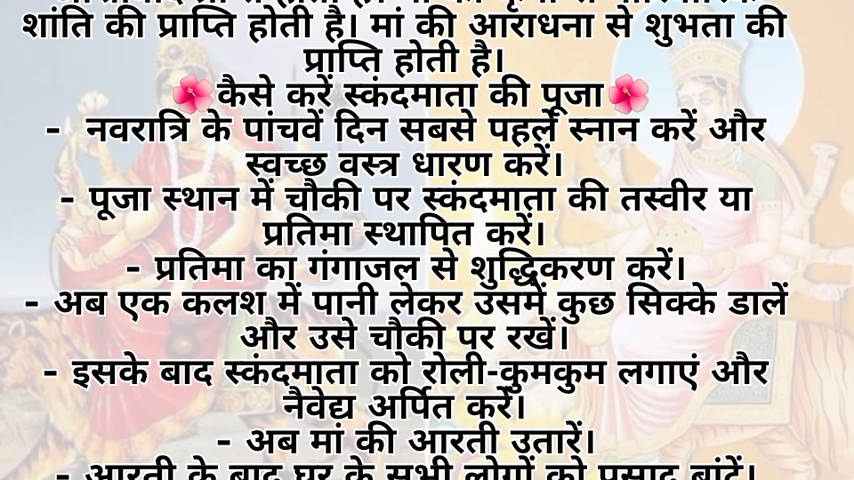 शांति की प्राप्ति होती है। मां की आराधना से शुभता की
प्राप्ति होती है।
🌺कैसे करें स्कंदमाता की पूजा🌺
- नवरात्रि के पांचवें दिन सबसे पहले स्नान करें और
स्वच्छ वस्त्र धारण करें।
- पूजा स्थान में चौकी पर स्कंदमाता की तस्वीर या
प्रतिमा स्थापित करें।
- प्रतिमा का गंगाजल से शुद्धिकरण करें।
- अब एक कलश में पानी लेकर उसमें कुछ सिक्के डालें
और उसे चौकी पर रखें।
- इसके बाद स्कंदमाता को रोली-कुमकुम लगाएं और
नैवेद्य अर्पित करें।
- अब मां की आरती उतारें।
- आरती के बाद घर के सभी लोगों को प्रसाद बांटें।